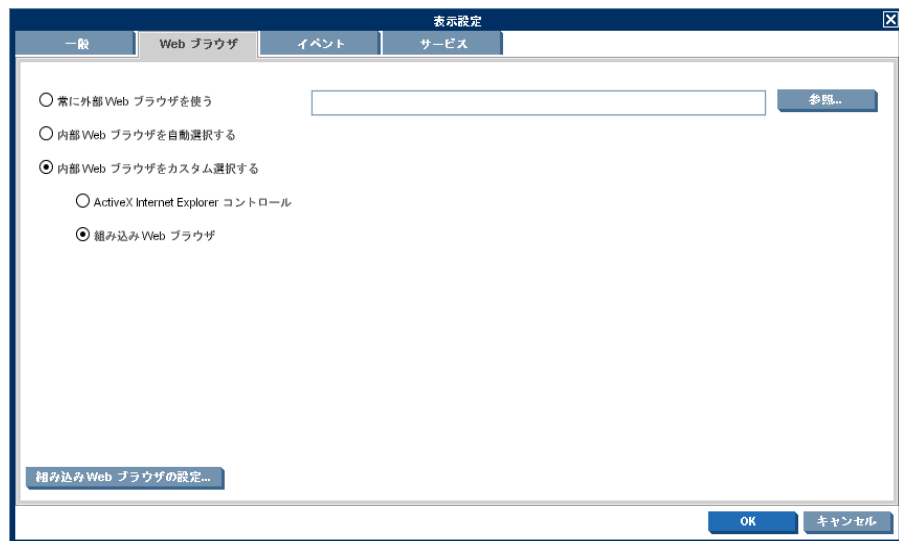 表示設定
一般 Web ブラウザ イベント サービス
常に外部 Web ブラウザを使う 参照...
内部 Web ブラウザを自動選択する
内部 Web ブラウザをカスタム選択する
ActiveX Internet Explorer コントロール
組み込み Web ブラウザ
組み込み Web ブラウザの設定...
OK キャンセル